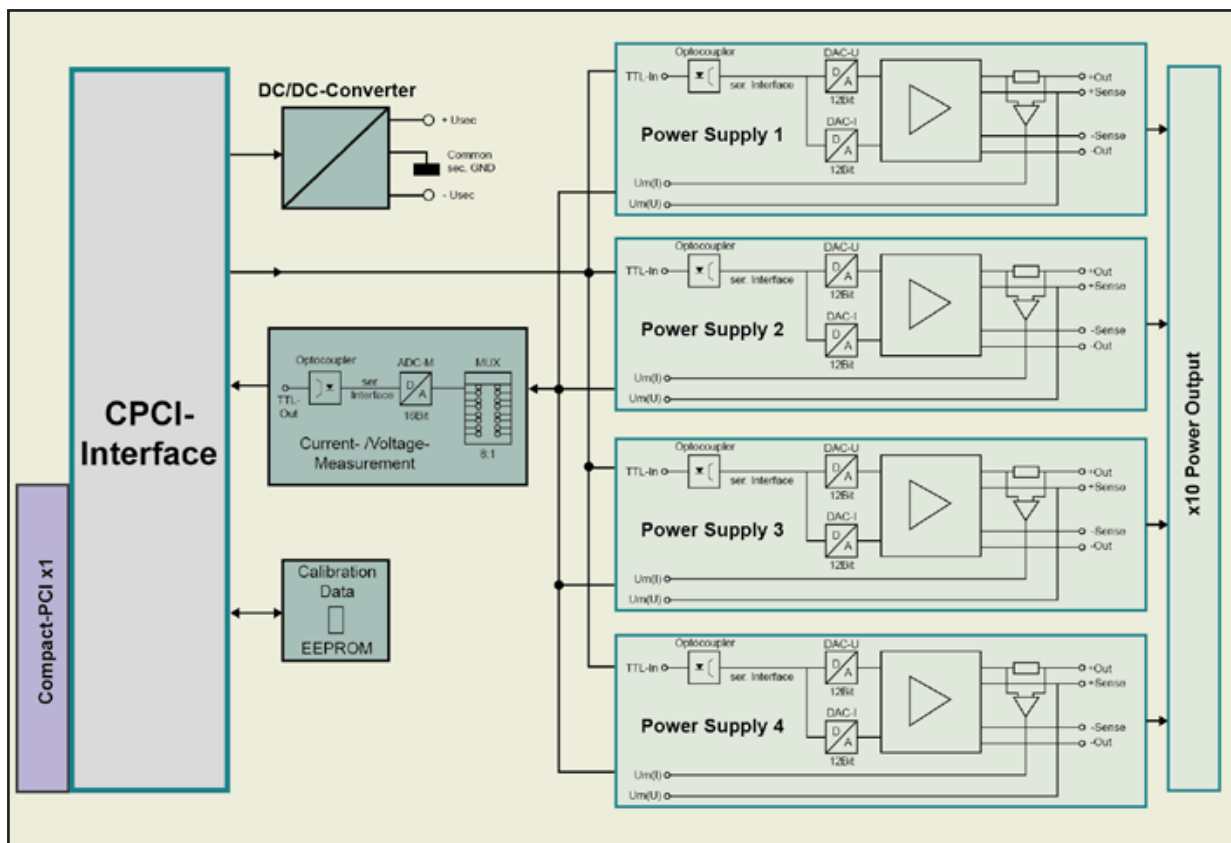 Compact-PCI x1
CPCI-
Interface
DC/DC-Converter
+ Usec
Common
sec. GND
- Usec
Optocoupler
ser.
Interface
ADC-M
MUX
D
A
TTL-
Out
16Bit
8:1
Current- /Voltage-
Measurement
Calibration
Data
EEPROM
Optocoupler
DAC-U
TTL-In
D
A
ser. Interface
12Bit
DAC-I
D
A
12Bit
Power Supply 1
+Out
+Sense
-Sense
-Out
Um(I)
Um(U)
Optocoupler
DAC-U
TTL-In
D
A
ser. Interface
12Bit
DAC-I
D
A
12Bit
Power Supply 2
+Out
+Sense
-Sense
-Out
Um(I)
Um(U)
Optocoupler
DAC-U
TTL-In
D
A
ser. Interface
12Bit
DAC-I
D
A
12Bit
Power Supply 3
+Out
+Sense
-Sense
-Out
Um(I)
Um(U)
Optocoupler
DAC-U
TTL-In
D
A
ser. Interface
12Bit
DAC-I
D
A
12Bit
Power Supply 4
+Out
+Sense
-Sense
-Out
Um(I)
Um(U)
x10 Power Output